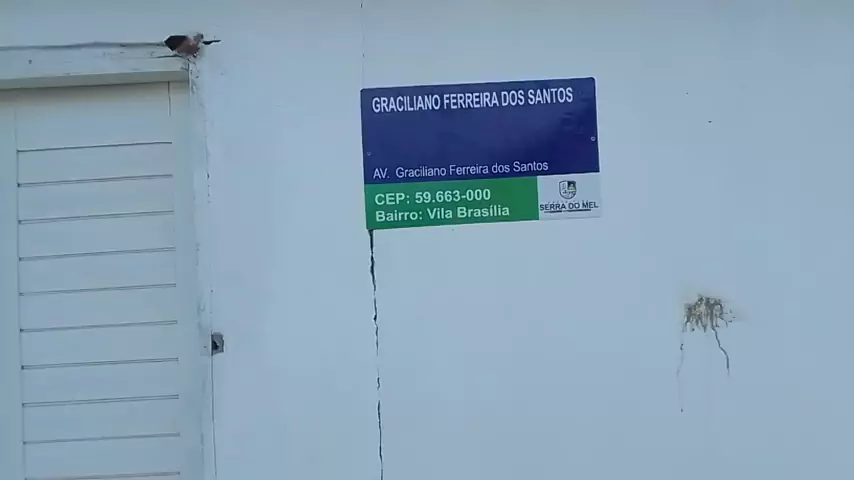 GRACILIANO FERREIRA DOS SANTOS
AV. Graciliano Ferreira dos Santos
CEP: 59.663-000
Bairro: Vila Brasília
SERRA DO MEL